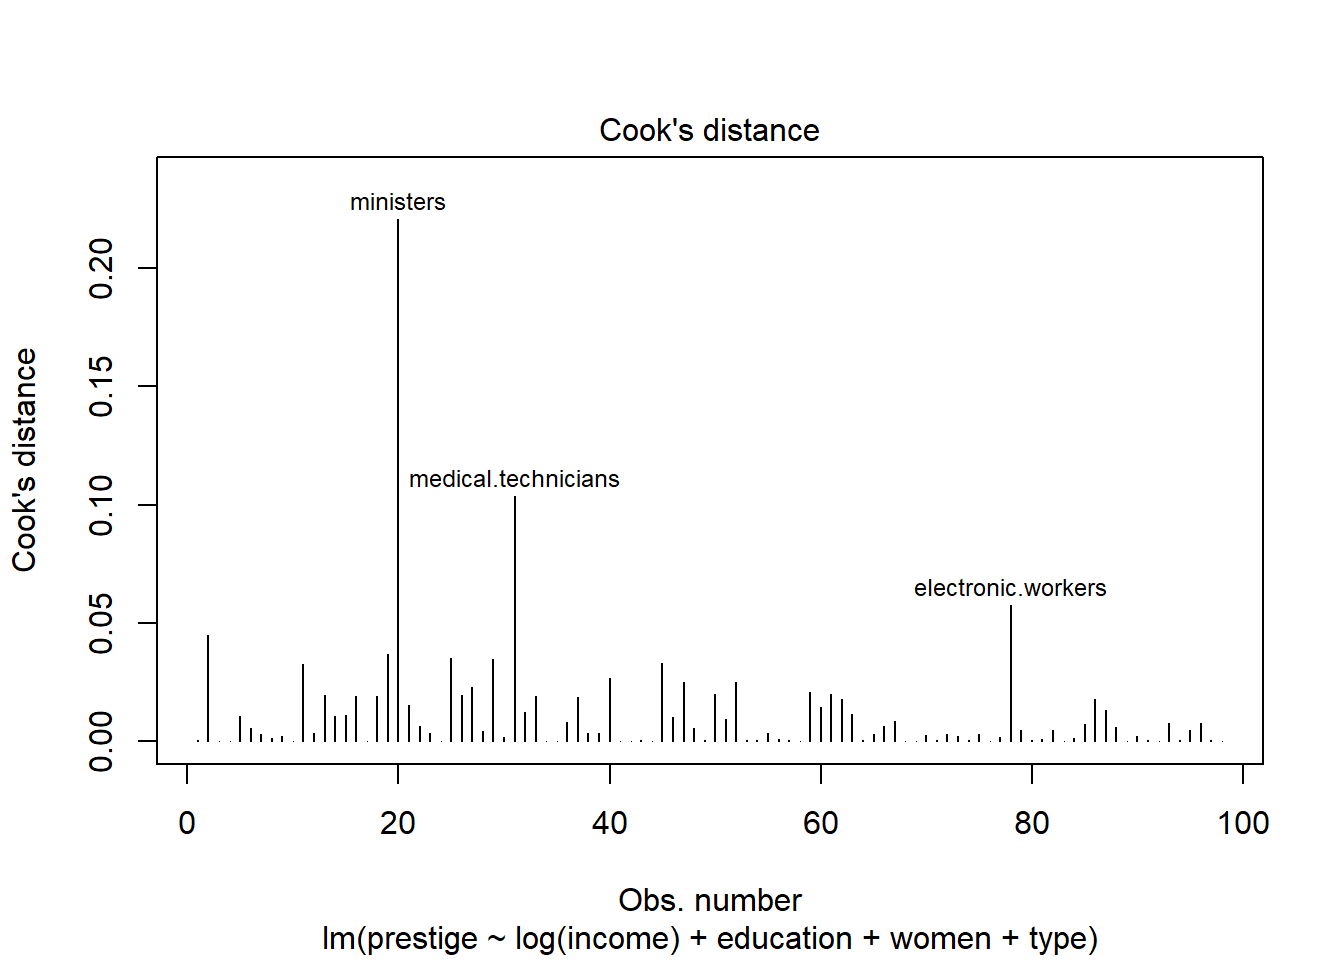 Cook's distance
ministers
medical.technicians
electronic.workers
Cook's distance
0.20
0.15
0.10
0.05
0.00
0 20 40 60 80 100
Obs. number
lm(prestige ~ log(income) + education + women + type)